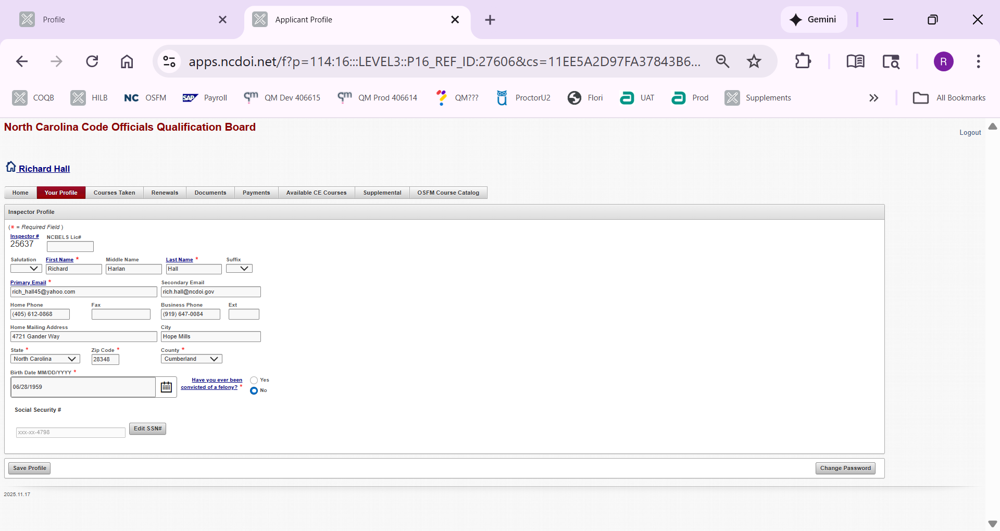 Profile
Applicant Profile
Gemini
apps.ncdoi.net/f?p=114:16:::LEVEL3::P16_REF_ID:27606&cs=11EE5A2D97FA37843B6...
R
COQB
HILB
NC OSFM
SAP Payroll
qm QM Dev 406615
qm QM Prod 406614
QM???
ProctorU2
Flori
a UAT
a Prod
Supplements
All Bookmarks
North Carolina Code Officials Qualification Board
Logout
Richard Hall
Home
Your Profile
Courses Taken
Renewals
Documents
Payments
Available CE Courses
Supplemental
OSFM Course Catalog
Inspector Profile
(* = Required Field )
Inspector # NCBELS Lic#
25637
Salutation First Name * Middle Name Last Name * Suffix
Richard Harlan Hall
Primary Email * Secondary Email
rich_hall45@yahoo.com rich.hall@ncdoi.gov
Home Phone Fax Business Phone Ext
(405) 612-0868 (919) 647-0084
Home Mailing Address City
4721 Gander Way Hope Mills
State * Zip Code * County *
North Carolina 28348 Cumberland
Birth Date MM/DD/YYYY *
06/28/1959
Have you ever been
convicted of a felony? *
Yes
No
Social Security #
xxx-xx-4798 Edit SSN#
Save Profile Change Password
2025.11.17